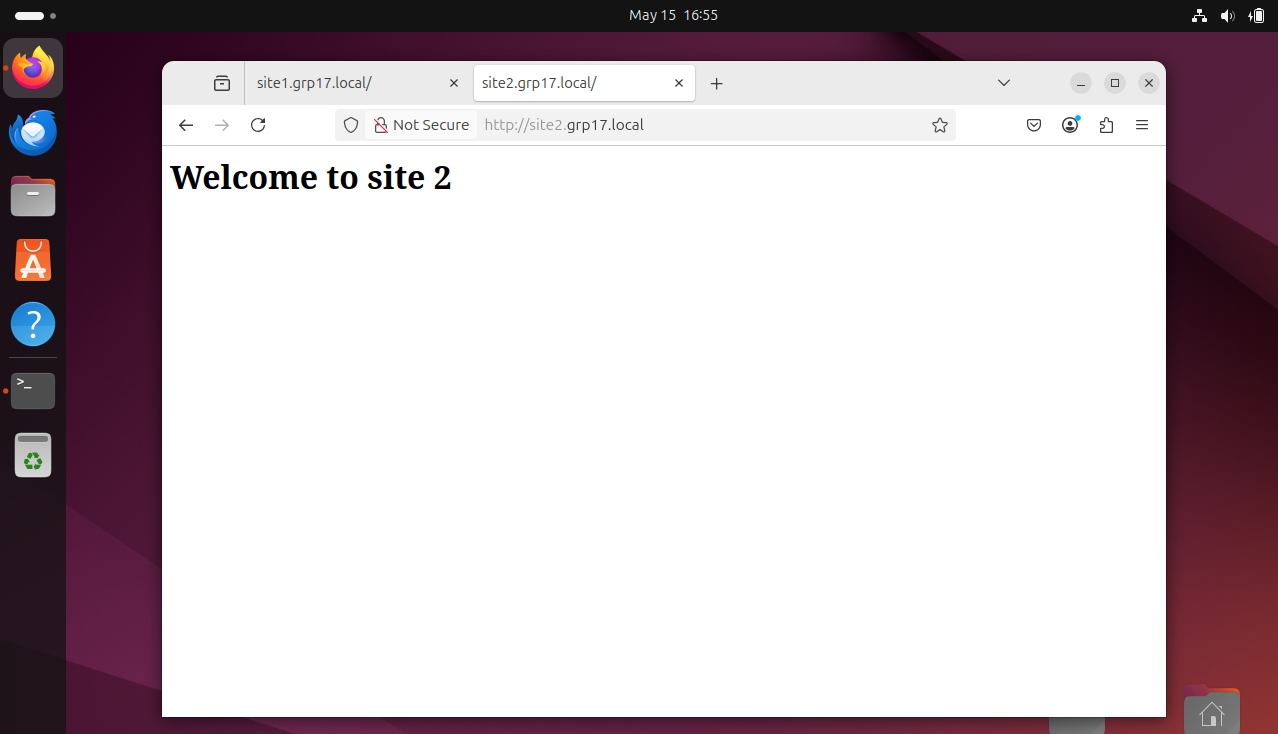 May 15 16:55
site1.grp17.local/
site2.grp17.local/
Not Secure
http://site2.grp17.local
Welcome to site 2
A
?
>_